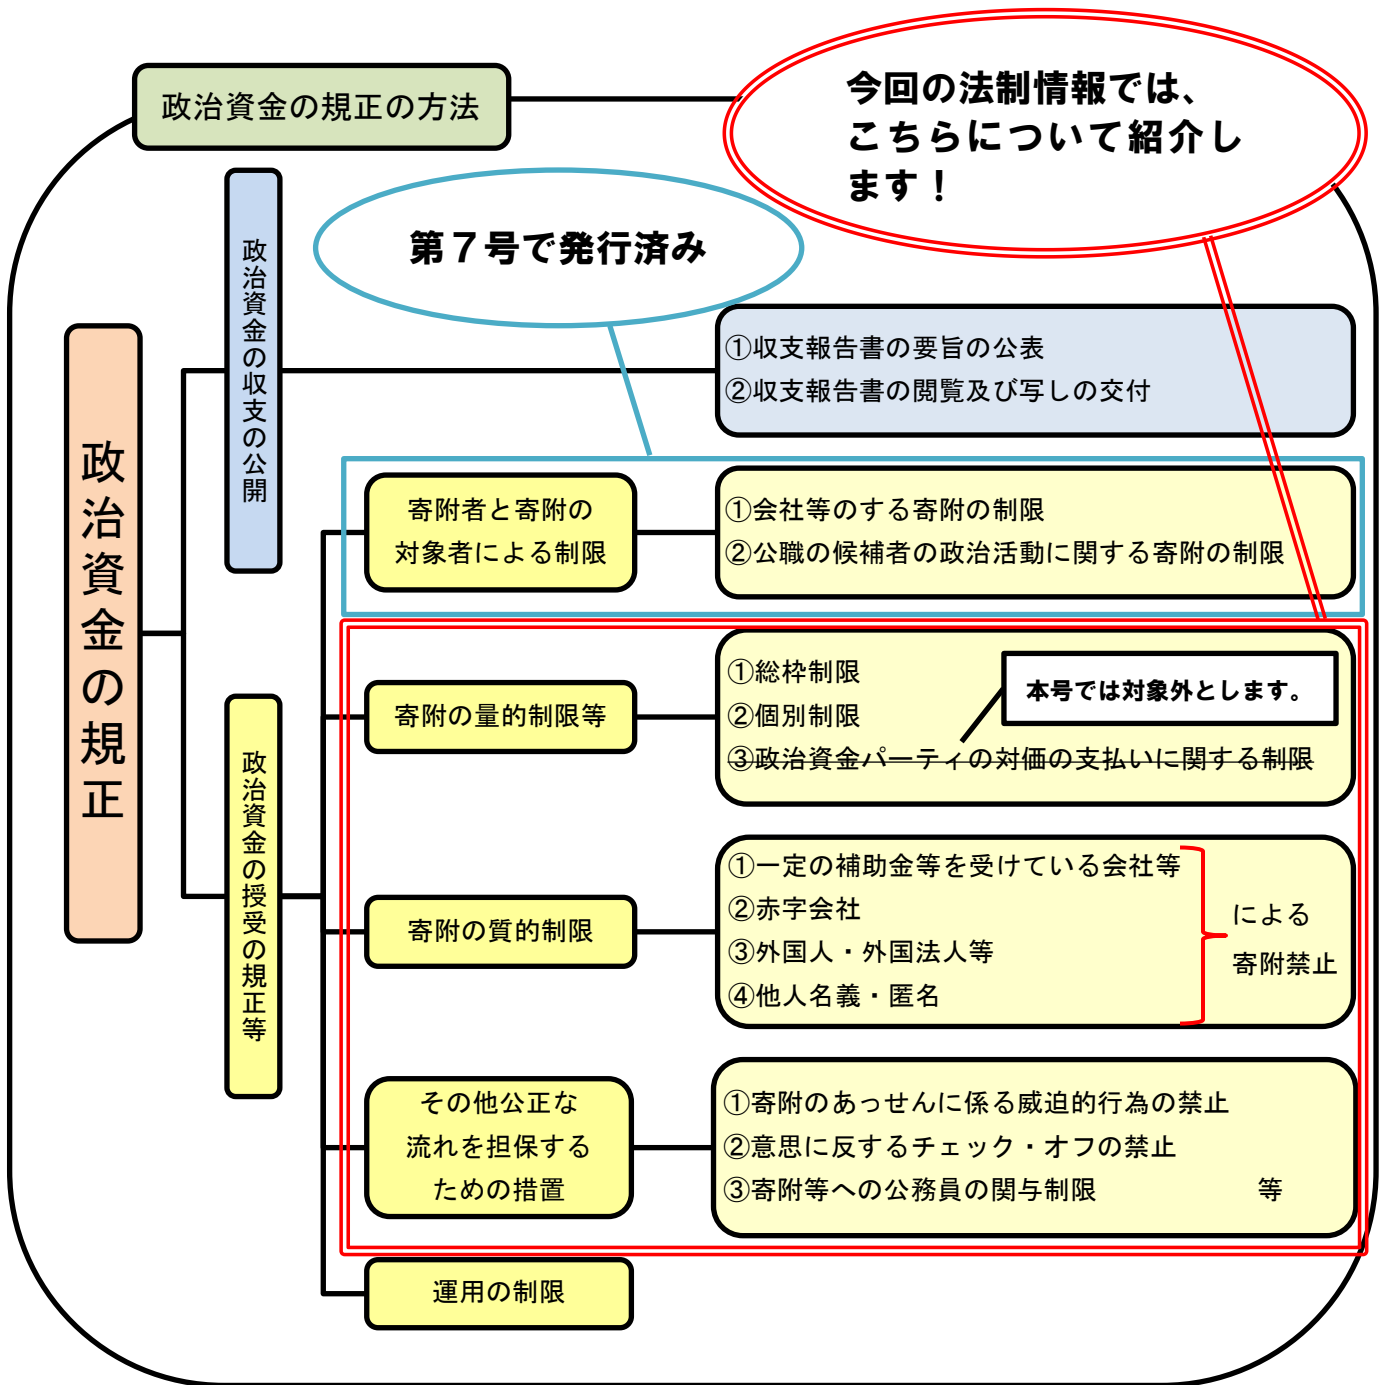 政治資金の規正の方法
今回の法制情報では、
こちらについて紹介し
ます！
第７号で発行済み
政治資金の規正
政治資金の収支の公開
①収支報告書の要旨の公表
②収支報告書の閲覧及び写しの交付
政治資金の授受の規正等
寄附者と寄附の
対象者による制限
①会社等のする寄附の制限
②公職の候補者の政治活動に関する寄附の制限
寄附の量的制限等
①総枠制限
②個別制限
③政治資金パーティの対価の支払いに関する制限
本号では対象外とします。
寄附の質的制限
①一定の補助金等を受けている会社等
②赤字会社
③外国人・外国法人等
④他人名義・匿名
による
寄附禁止
その他公正な
流れを担保する
ための措置
①寄附のあっせんに係る威迫的行為の禁止
②意思に反するチェック・オフの禁止
③寄附等への公務員の関与制限　　　　　　等
運用の制限